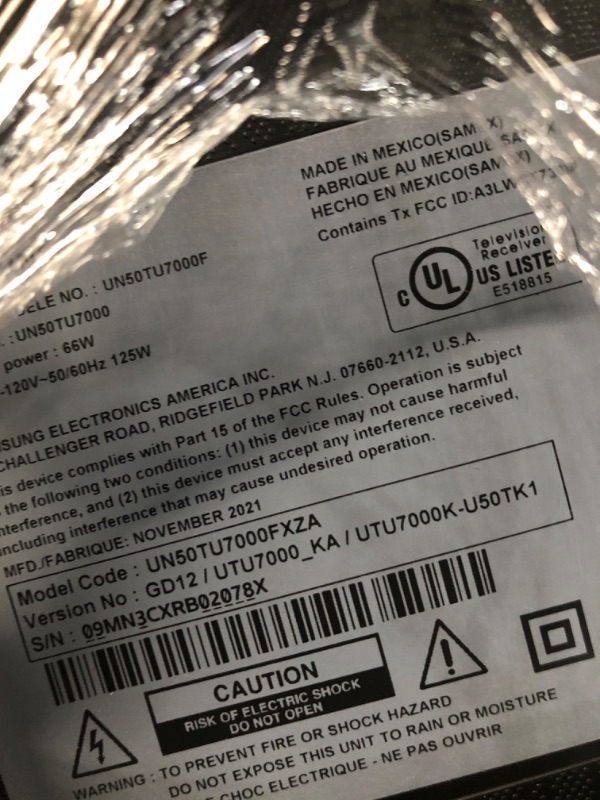 MADE IN MEXICO(SAM X)
FABRIQUE AU MEXIQUE SA X
HECHO EN MEXICO(SAM X)
Contains Tx FCC ID:A3LW
DELE NO. : UN50TU7000F
. : UN50TU7000
power : 66W
-120V~50/60Hz 125W
c UL US LISTE
Televisio
Receiver
E518815
SUNG ELECTRONICS AMERICA INC.
CHALLENGER ROAD, RIDGEFIELD PARK N.J. 07660-2112, U.S.A.
is device complies with Part 15 of the FCC Rules. Operation is subject
the following two conditions: (1) this device may not cause harmful
nterference, and (2) this device must accept any interference received,
including interference that may cause undesired operation.
MFD./FABRIQUE: NOVEMBER 2021
Model Code : UN50TU7000FXZA
Version No : GD12 / UTU7000_KA / UTU7000K-U50TK1
S/N : 09MN3CXRB02078X
CAUTION
RISK OF ELECTRIC SHOCK
DO NOT OPEN
WARNING : TO PREVENT FIRE OR SHOCK HAZARD
DO NOT EXPOSE THIS UNIT TO RAIN OR MOISTURE
CHOC ELECTRIQUE - NE PAS OUVRIR